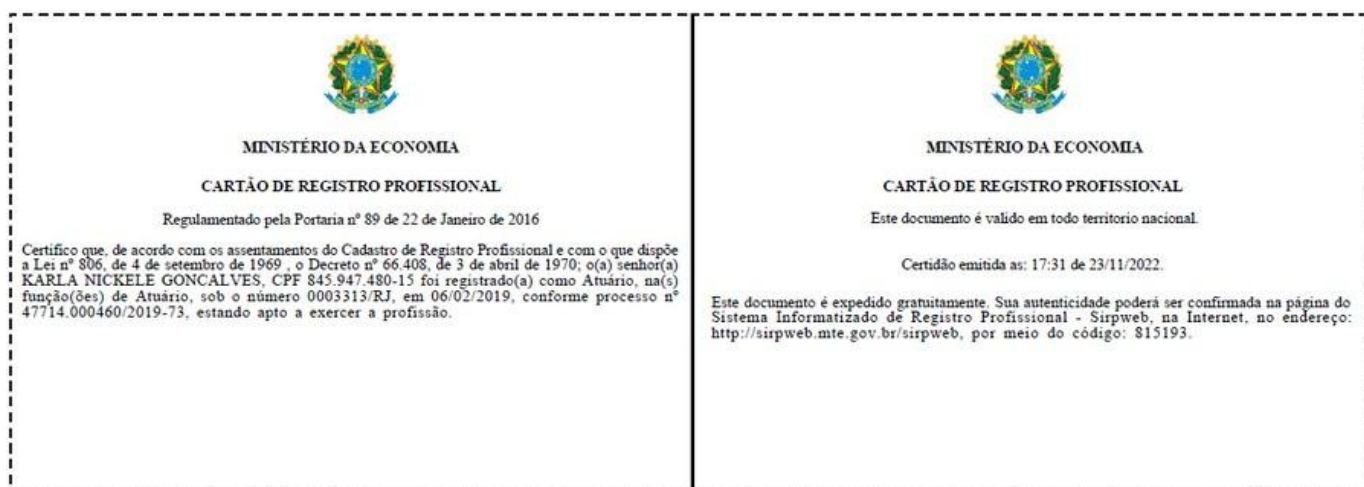 MINISTÉRIO DA ECONOMIA
CARTÃO DE REGISTRO PROFISSIONAL
Regulamentado pela Portaria nº 89 de 22 de Janeiro de 2016
Certifico que, de acordo com os assentamentos do Cadastro de Registro Profissional e com o que dispõe
a Lei nº 806, de 4 de setembro de 1969 , o Decreto nº 66.408, de 3 de abril de 1970; o(a) senhor(a)
KARLA NICKELE GONCALVES, CPF 845.947.480-15 foi registrado(a) como Atuário, na(s)
função(ões) de Atuário, sob o número 0003313/RJ, em 06/02/2019, conforme processo nº
47714.000460/2019-73, estando apto a exercer a profissão.
MINISTÉRIO DA ECONOMIA
CARTÃO DE REGISTRO PROFISSIONAL
Este documento é valido em todo territorio nacional.
Certidão emitida as: 17:31 de 23/11/2022.
Este documento é expedido gratuitamente. Sua autenticidade poderá ser confirmada na página do
Sistema Informatizado de Registro Profissional - Sirpweb, na Internet, no endereço:
http://sirpweb.mte.gov.br/sirpweb, por meio do código: 815193.